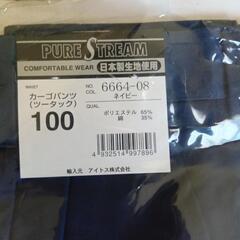 PURE STREAM
COMFORTABLE WEAR 日本製生地使用
WAIST
カーゴパンツ
(ツータック)
100
NO.
COL.
6664-08
ネイビー
QUAL
ポリエステル 65%
綿 35%
4 932514 997896
輸入元 アイトス株式会社